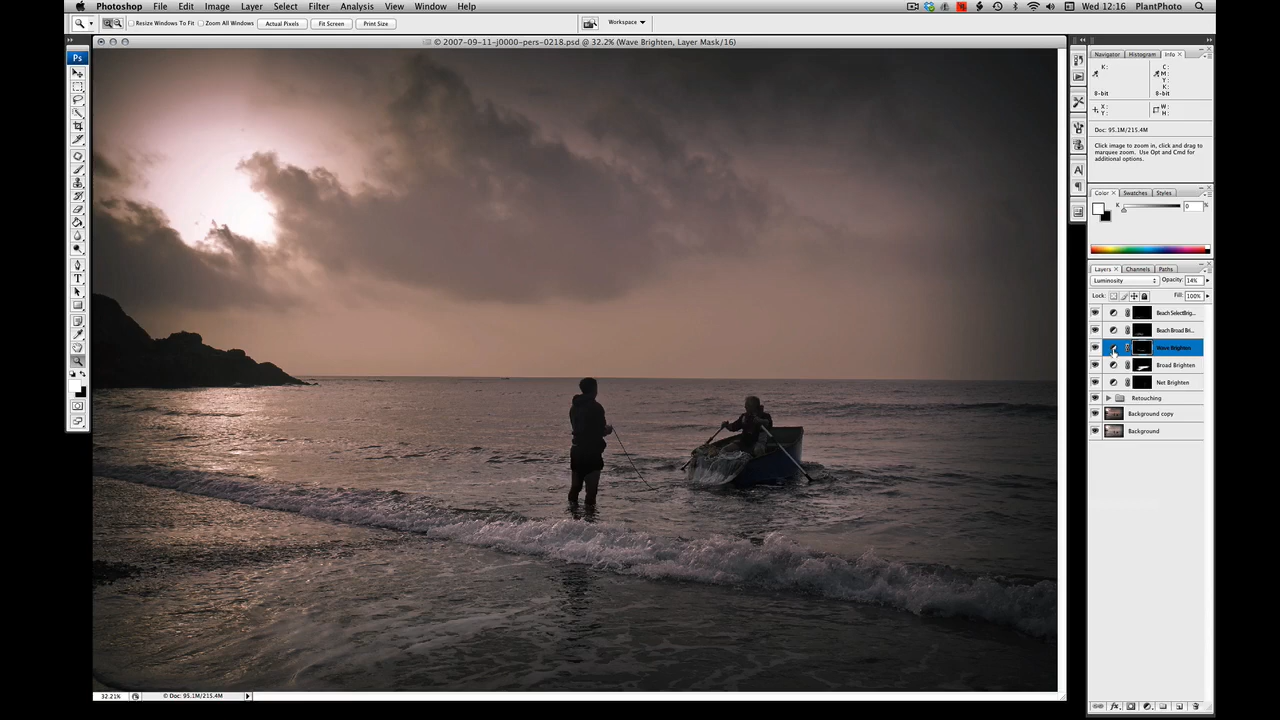 Photoshop File Edit Image Layer Select Filter Analysis View Window Help Wed 12:16 PlantPhoto
Resize Windows To Fit Zoom All Windows Actual Pixels Fit Screen Print Size Workspace
© 2007-09-11-j0000-pers-0218.psd @ 32.2% (Wave Brighten, Layer Mask/16)
Ps
Navigator Histogram Info
K: C:
M:
Y:
K:
8-bit 8-bit
X: W:
Y: H:
Doc: 95.1M/215.4M
Click image to zoom in, click and drag to
marquee zoom. Use Opt and Cmd for
additional options.
Color Swatches Styles
K 0 %
Layers Channels Paths
Luminosity Opacity: 14%
Lock: Fill: 100%
Beach SelectBrig...
Beach Broad Bri...
Wave Brighten
Broad Brighten
Net Brighten
Retouching
Background copy
Background
32.21% © Doc: 95.1M/215.4M